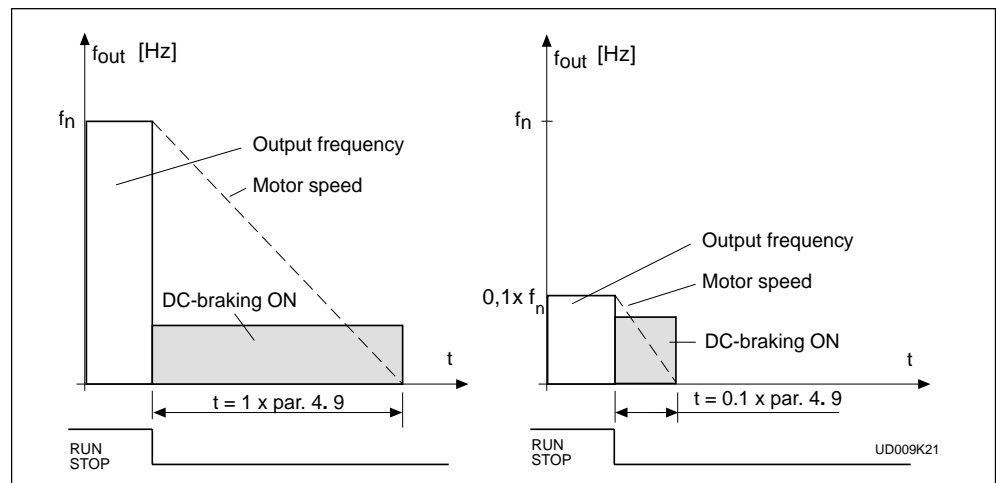 fout [Hz]
fn
Output frequency
Motor speed
DC-braking ON
t
t = 1 x par. 4. 9
RUN
STOP
fout [Hz]
fn
Output frequency
Motor speed
0,1x fn
DC-braking ON
t
t = 0.1 x par. 4. 9
RUN
STOP
UD009K21